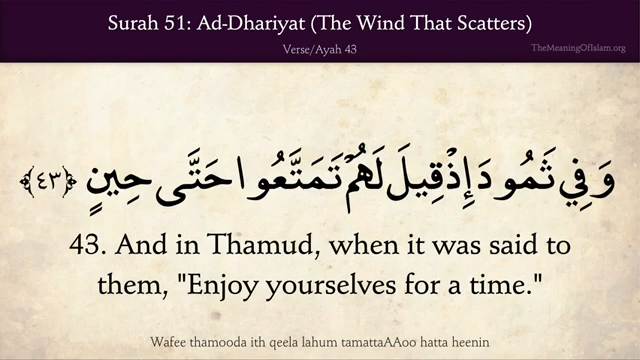 Surah 51: Ad-Dhariyat (The Wind That Scatters)
Verse/Ayah 43
TheMeaningOfIslam.org
وَفِي ثَمُودَ إِذْ قِيلَ لَهُمْ تَمَتَّعُوا حَتَّى حِينٍ ﴿٤٣﴾
43. And in Thamud, when it was said to
them, "Enjoy yourselves for a time."
Wafee thamooda ith qeela lahum tamattaAAoo hatta heenin